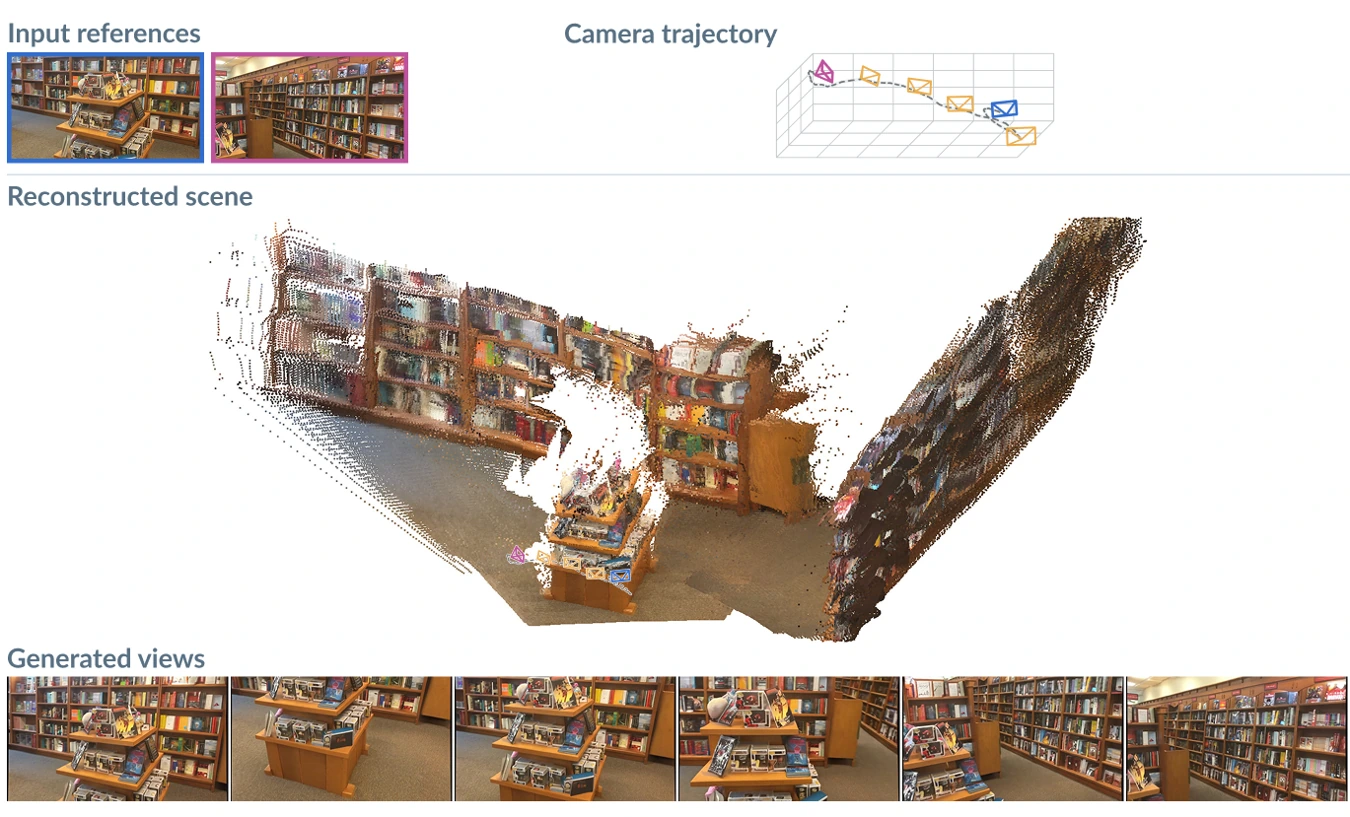 Input references
Camera trajectory
Reconstructed scene
Generated views